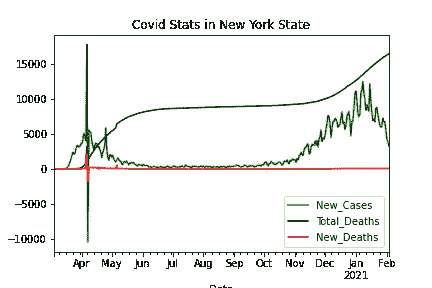 Covid Stats in New York State
15000
10000
5000
0
−5000
−10000
New_Cases
Total_Deaths
New_Deaths
Apr May Jun Jul Aug Sep Oct Nov Dec Jan Feb
2021